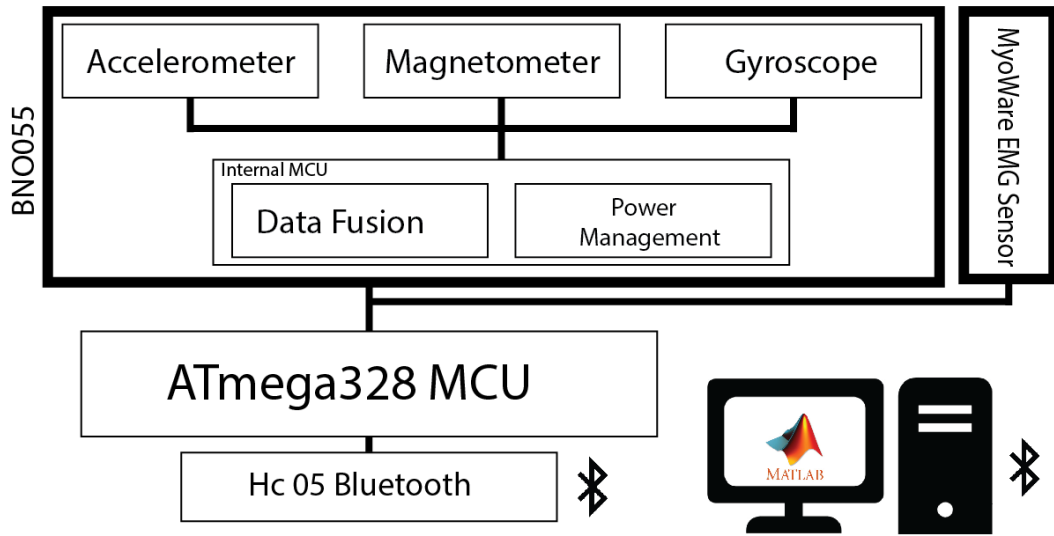 Accelerometer
Magnetometer
Gyroscope
BNO055
MyoWare EMG Sensor
Internal MCU
Data Fusion
Power
Management
ATmega328 MCU
Hc 05 Bluetooth
MATLAB